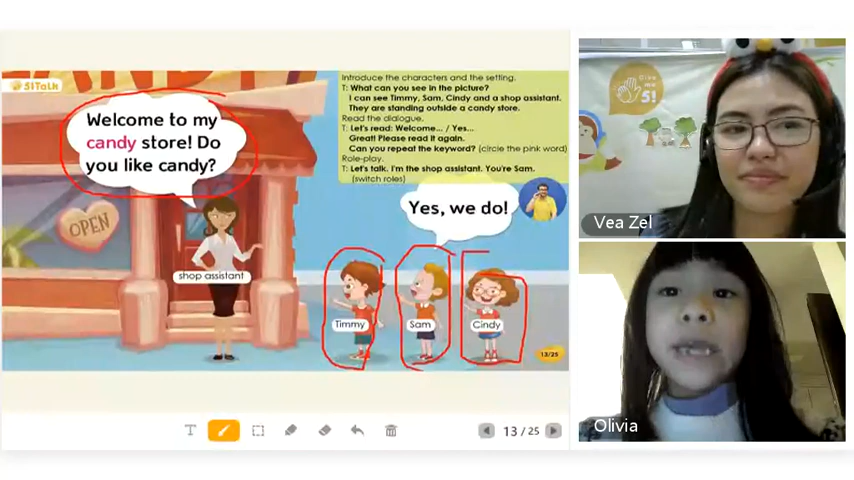 ANDY
51Talk
Welcome to my
candy store! Do
you like candy?
OPEN
shop assistant
Introduce the characters and the setting.
T: What can you see in the picture?
I can see Timmy, Sam, Cindy and a shop assistant.
They are standing outside a candy store.
Read the dialogue.
T: Let's read: Welcome... / Yes...
Great! Please read it again.
Can you repeat the keyword? (circle the pink word)
Role-play.
T: Let's talk. I'm the shop assistant. You're Sam.
(switch roles)
Yes, we do!
Timmy
Sam
Cindy
13/25
T
13 / 25
Give
me
5!
Vea Zel
Olivia